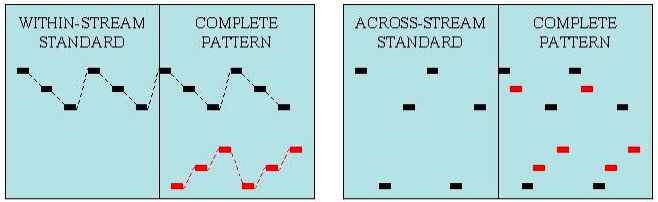 WITHIN-STREAM
STANDARD
COMPLETE
PATTERN
ACROSS-STREAM
STANDARD
COMPLETE
PATTERN